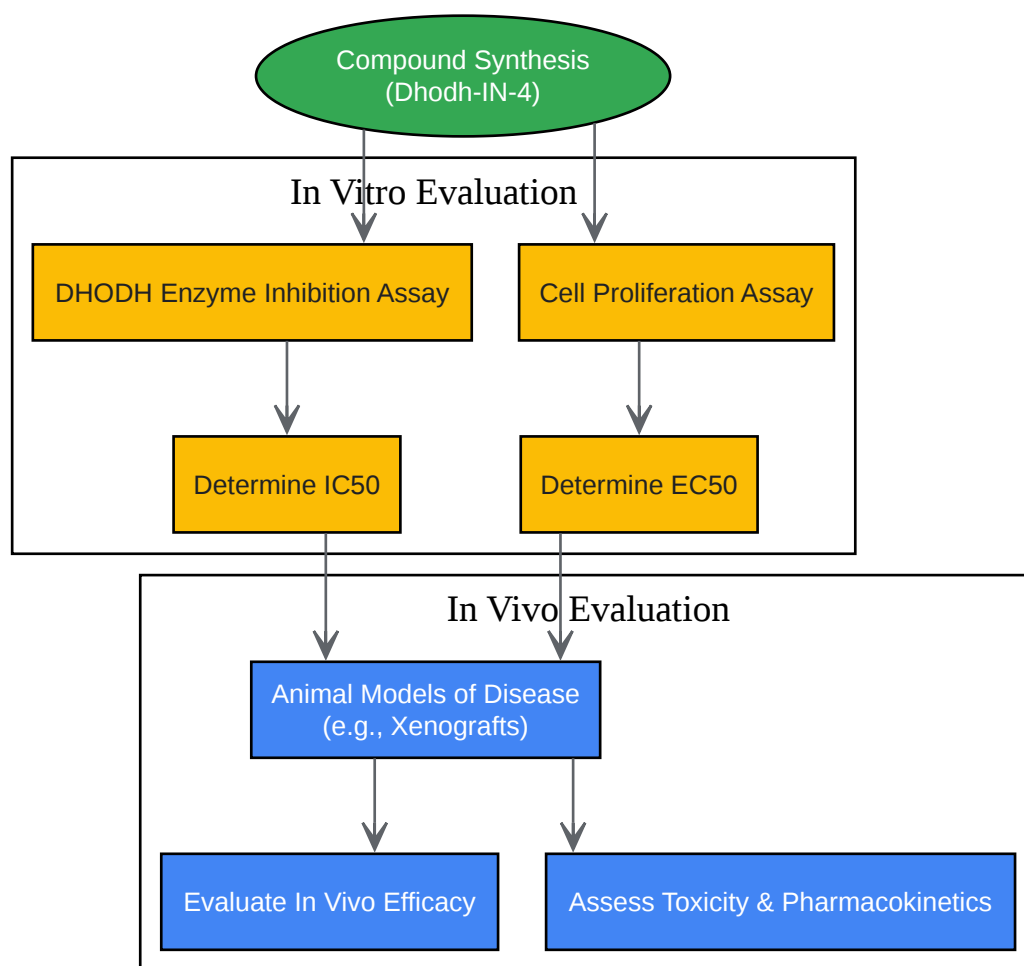 Compound Synthesis
(Dhodh-IN-4)
In Vitro Evaluation
DHODH Enzyme Inhibition Assay
Cell Proliferation Assay
Determine IC50
Determine EC50
In Vivo Evaluation
Animal Models of Disease
(e.g., Xenografts)
Evaluate In Vivo Efficacy
Assess Toxicity & Pharmacokinetics